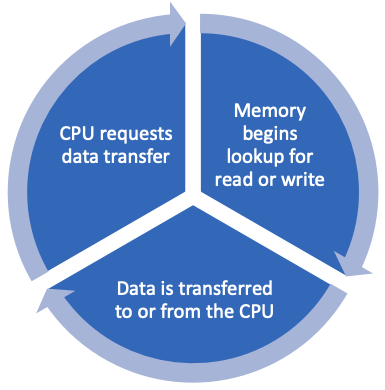 CPU requests
data transfer
Memory
begins
lookup for
read or write
Data is transferred
to or from the CPU